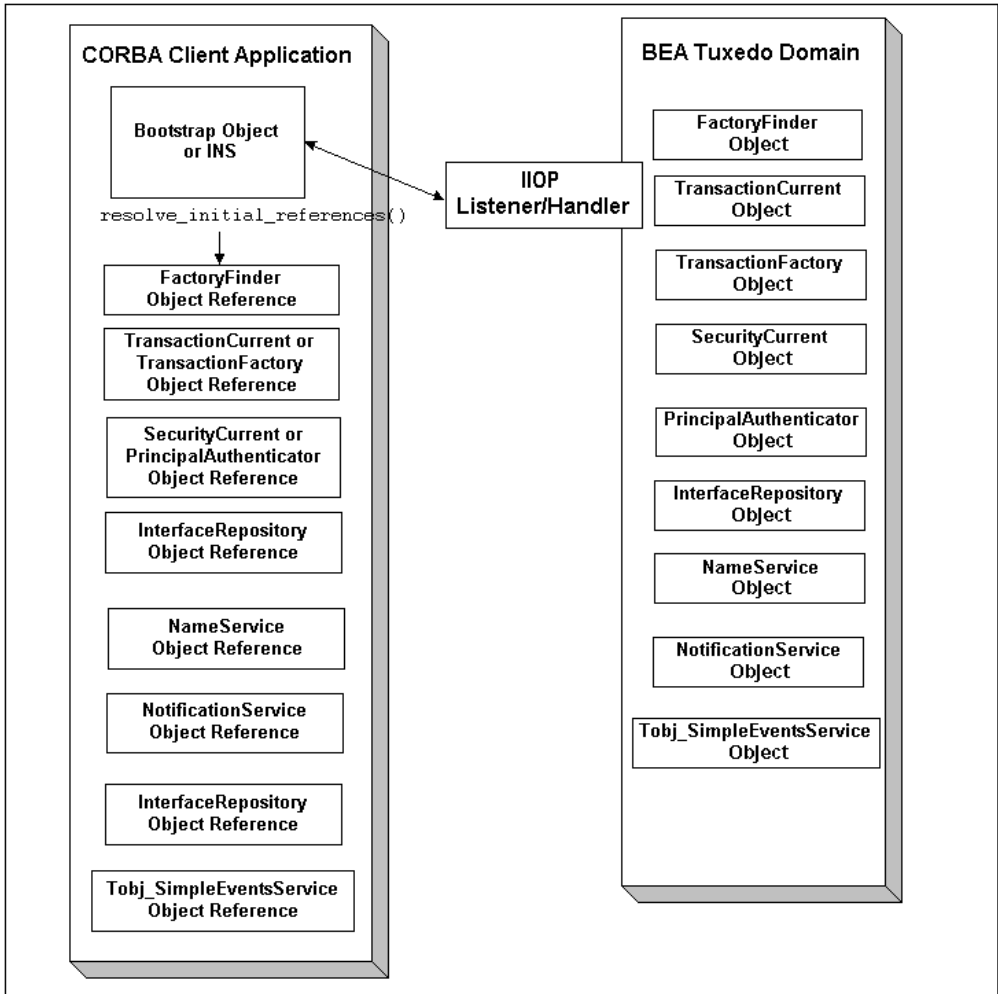 CORBA Client Application
Bootstrap Object
or INS
resolve_initial_references()
FactoryFinder
Object Reference
TransactionCurrent or
TransactionFactory
Object Reference
SecurityCurrent or
PrincipalAuthenticator
Object Reference
InterfaceRepository
Object Reference
NameService
Object Reference
NotificationService
Object Reference
InterfaceRepository
Object Reference
Tobj_SimpleEventsService
Object Reference
IIOP
Listener/Handler
BEA Tuxedo Domain
FactoryFinder
Object
TransactionCurrent
Object
TransactionFactory
Object
SecurityCurrent
Object
PrincipalAuthenticator
Object
InterfaceRepository
Object
NameService
Object
NotificationService
Object
Tobj_SimpleEventsService
Object